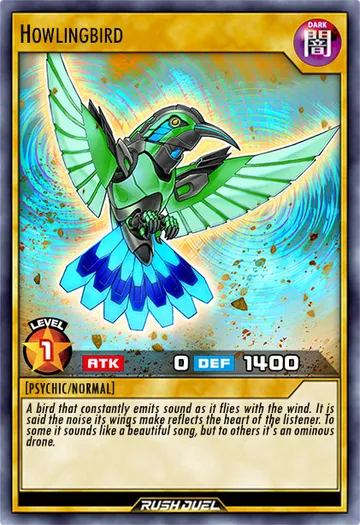 HOWLINGBIRD
DARK
闇
LEVEL
1
ATK 0 DEF 1400
[PSYCHIC/NORMAL]
A bird that constantly emits sound as it flies with the wind. It is
said the noise its wings make reflects the heart of the listener. To
some it sounds like a beautiful song, but to others it's an ominous
drone.
RUSH DUEL